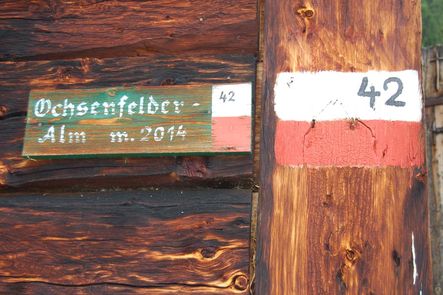 Ochsenfelder-
Alm m. 2014
42
42